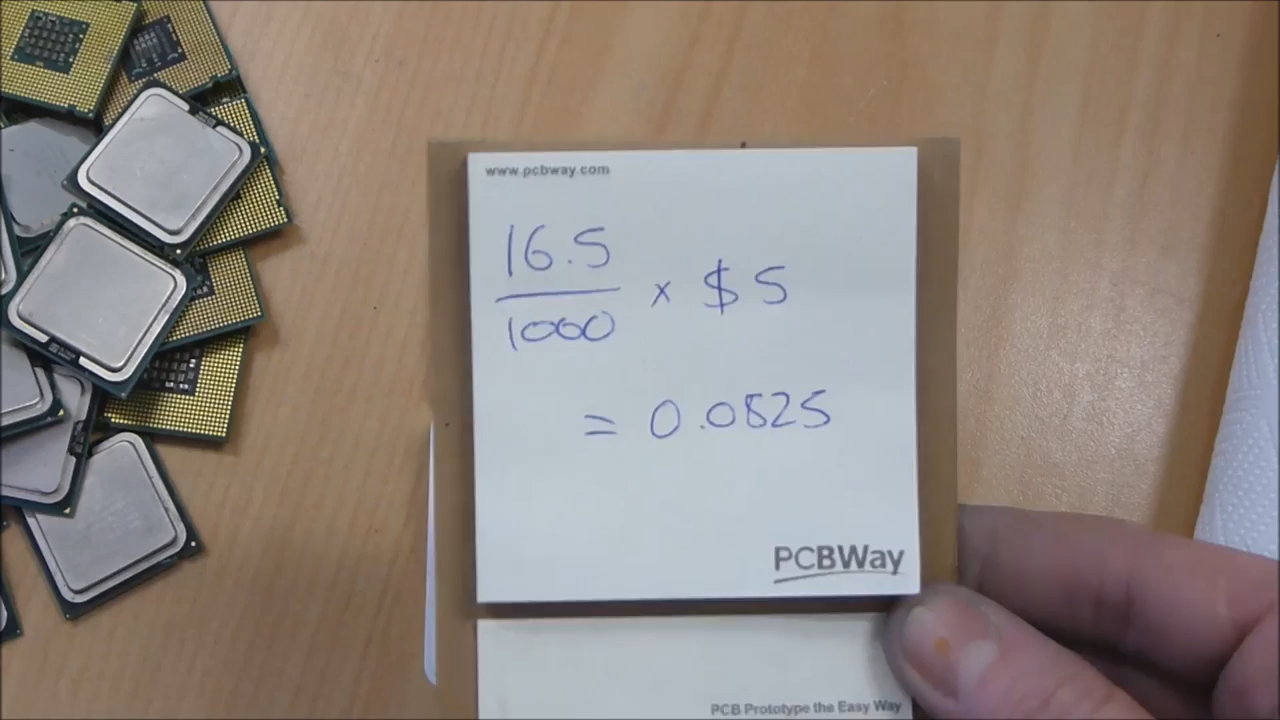 www.pcbway.com
16.5
1000
x $5
= 0.0825
PCBWay
PCB Prototype the Easy Way